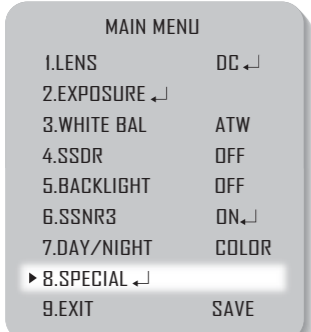 MAIN MENU
1.LENS DC ↵
2.EXPOSURE ↵
3.WHITE BAL ATW
4.SSDR OFF
5.BACKLIGHT OFF
6.SSNR3 ON↵
7.DAY/NIGHT COLOR
▶ 8.SPECIAL ↵
9.EXIT SAVE